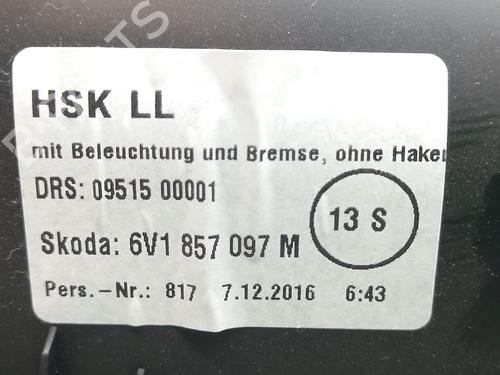 HSK LL
mit Beleuchtung und Bremse, ohne Haken
DRS: 09515 00001
13 S
Skoda: 6V1 857 097 M
Pers.-Nr.: 817 7.12.2016 6:43